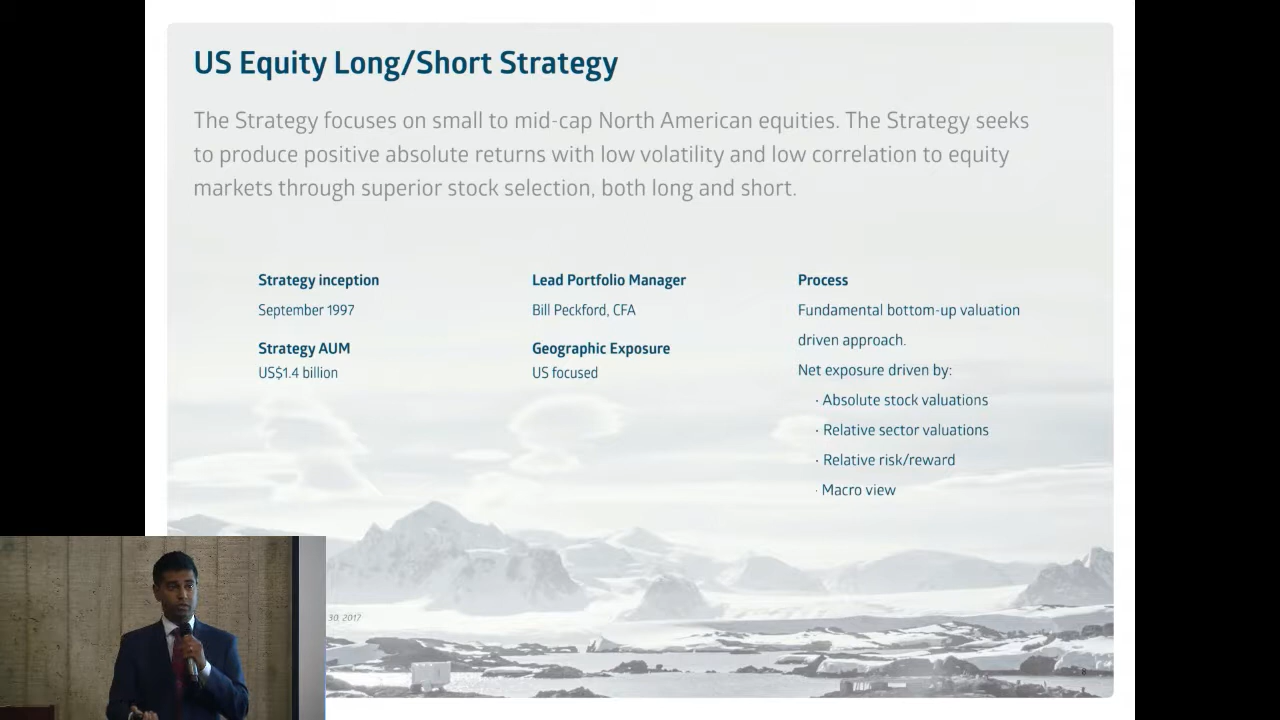 US Equity Long/Short Strategy
The Strategy focuses on small to mid-cap North American equities. The Strategy seeks
to produce positive absolute returns with low volatility and low correlation to equity
markets through superior stock selection, both long and short.
Strategy inception
September 1997
Strategy AUM
US$1.4 billion
Lead Portfolio Manager
Bill Peckford, CFA
Geographic Exposure
US focused
Process
Fundamental bottom-up valuation
driven approach.
Net exposure driven by:
· Absolute stock valuations
· Relative sector valuations
· Relative risk/reward
· Macro view
30, 2017
8